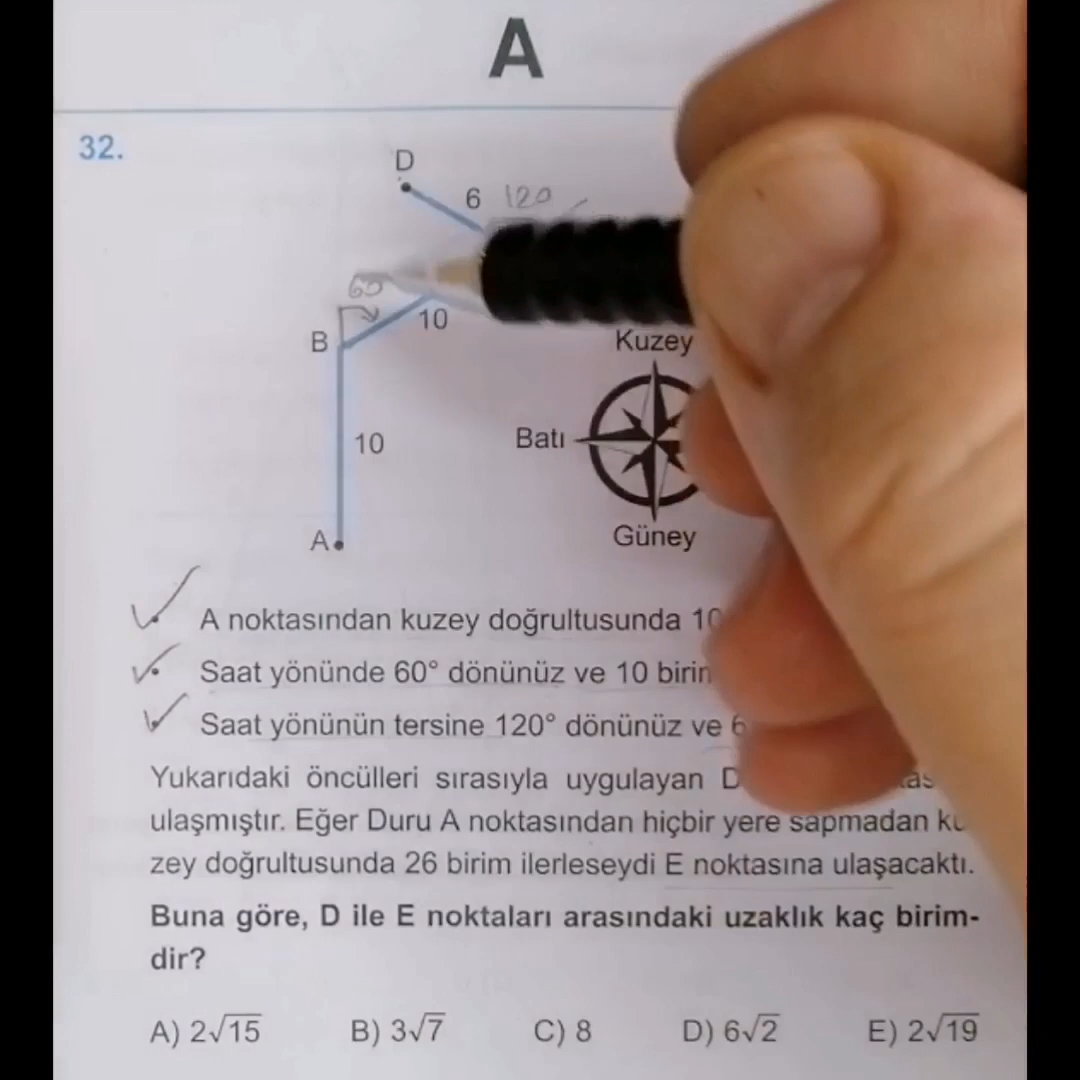 A
32.
D
6 120
60
B
10
Kuzey
10
Batı
Güney
A
A noktasından kuzey doğrultusunda 10
Saat yönünde 60° dönünüz ve 10
Saat yönünün tersine 120° dönünüz ve 6
Yukarıdaki öncülleri sırasıyla uygulayan
ulaşmıştır. Eğer Duru A noktasından hiçbir yere sapmadan ku-
zey doğrultusunda 26 birim ilerleseydi E noktasına ulaşacaktı.
Buna göre, D ile E noktaları arasındaki uzaklık kaç birim-
dir?
A) 2√15 B) 3√7 C) 8 D) 6√2 E) 2√19